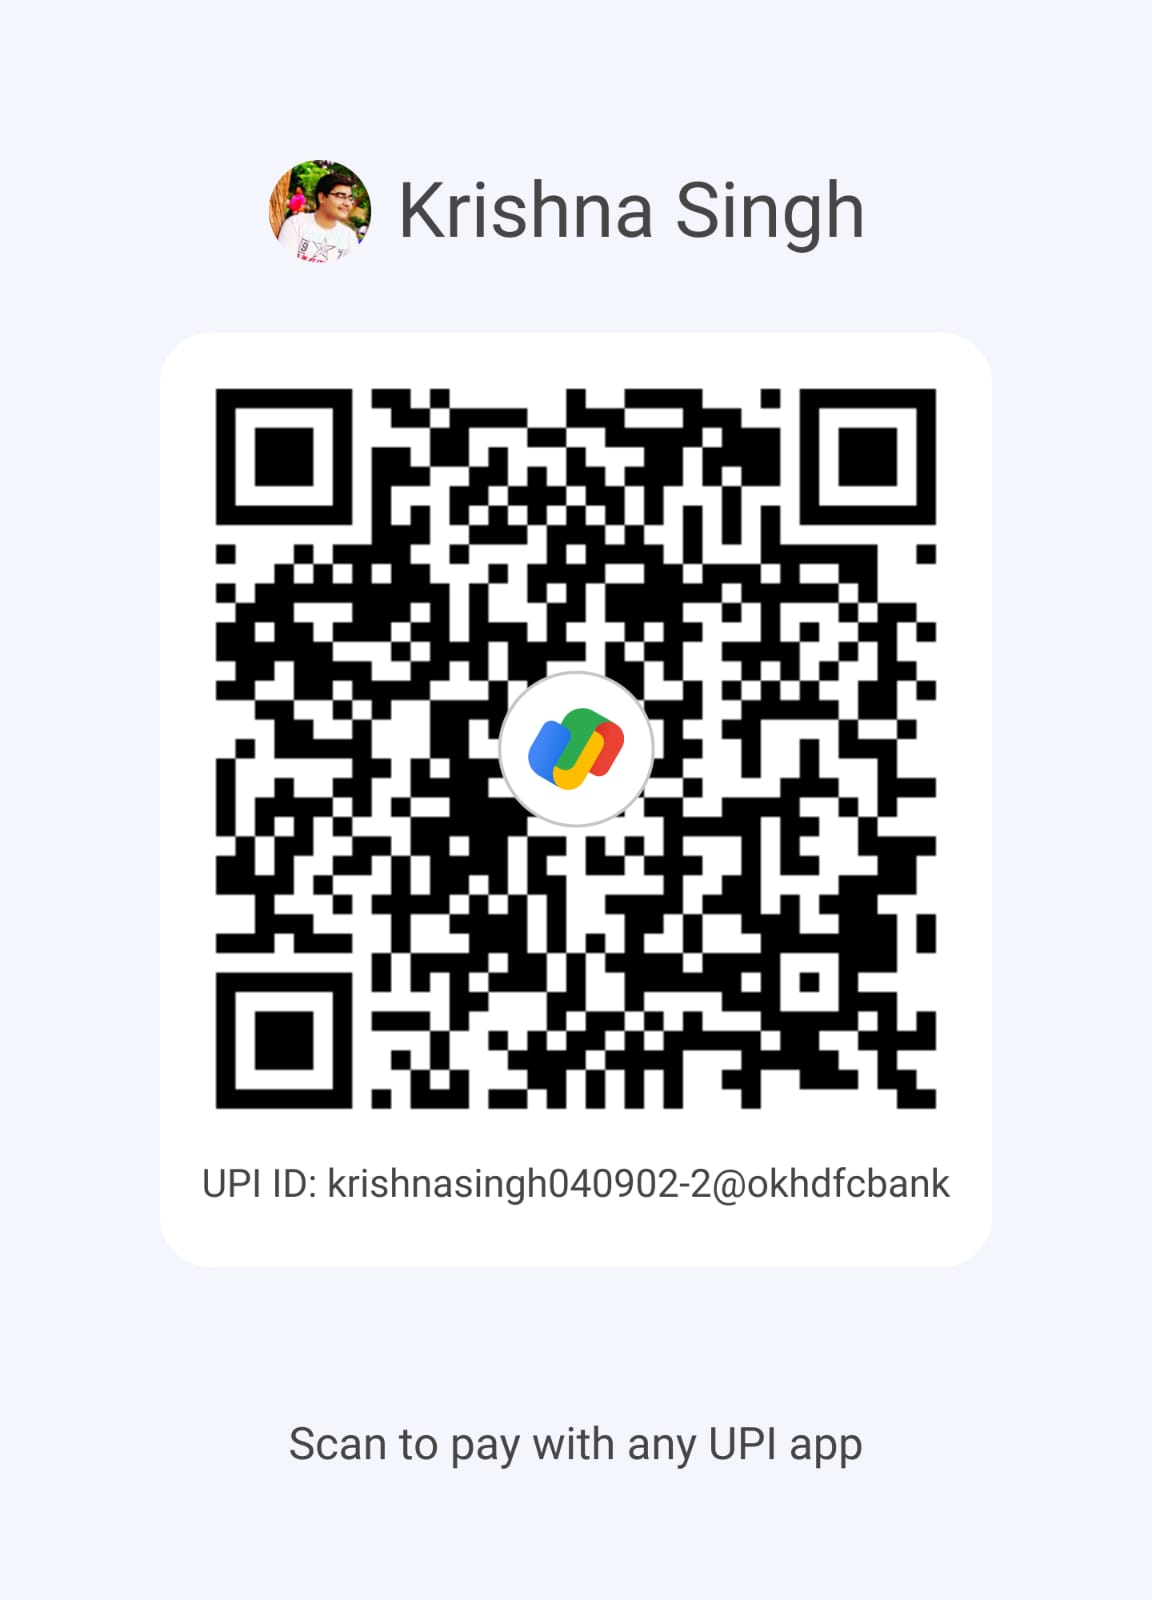 Krishna Singh
UPI ID: krishnasingh040902-2@okhdfcbank
Scan to pay with any UPI app